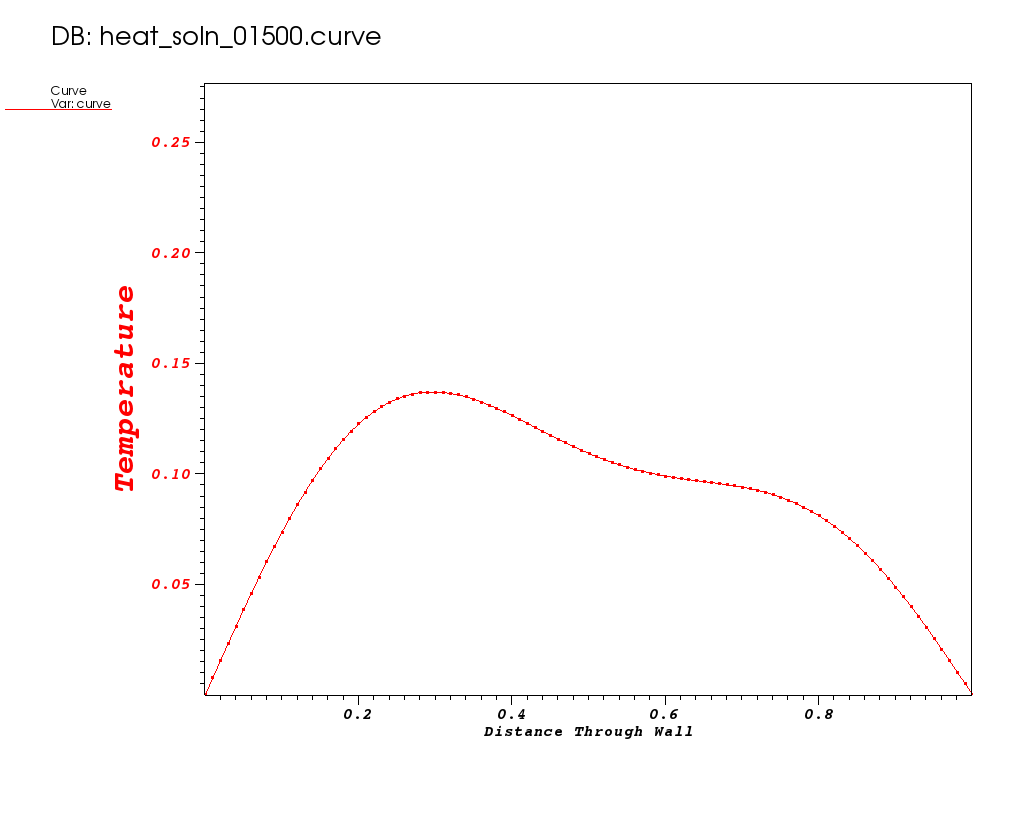 DB: heat_soln_01500.curve
Curve
Var: curve
0.25
0.20
0.15
0.10
0.05
Temperature
0.2 0.4 0.6 0.8
Distance Through Wall